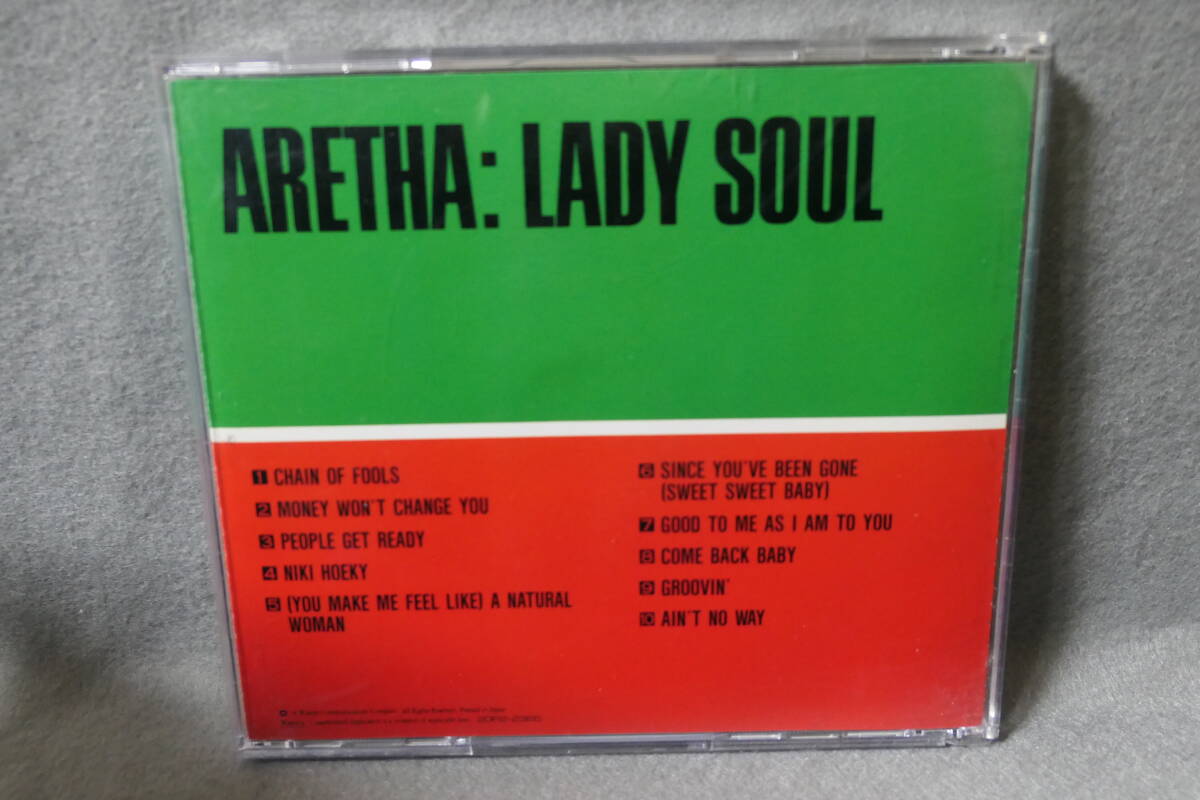 ARETHA: LADY SOUL
1 CHAIN OF FOOLS
2 MONEY WON'T CHANGE YOU
3 PEOPLE GET READY
4 NIKI HOEKY
5 (YOU MAKE ME FEEL LIKE) A NATURAL
WOMAN
6 SINCE YOU'VE BEEN GONE
(SWEET SWEET BABY)
7 GOOD TO ME AS I AM TO YOU
8 COME BACK BABY
9 GROOVIN'
10 AIN'T NO WAY